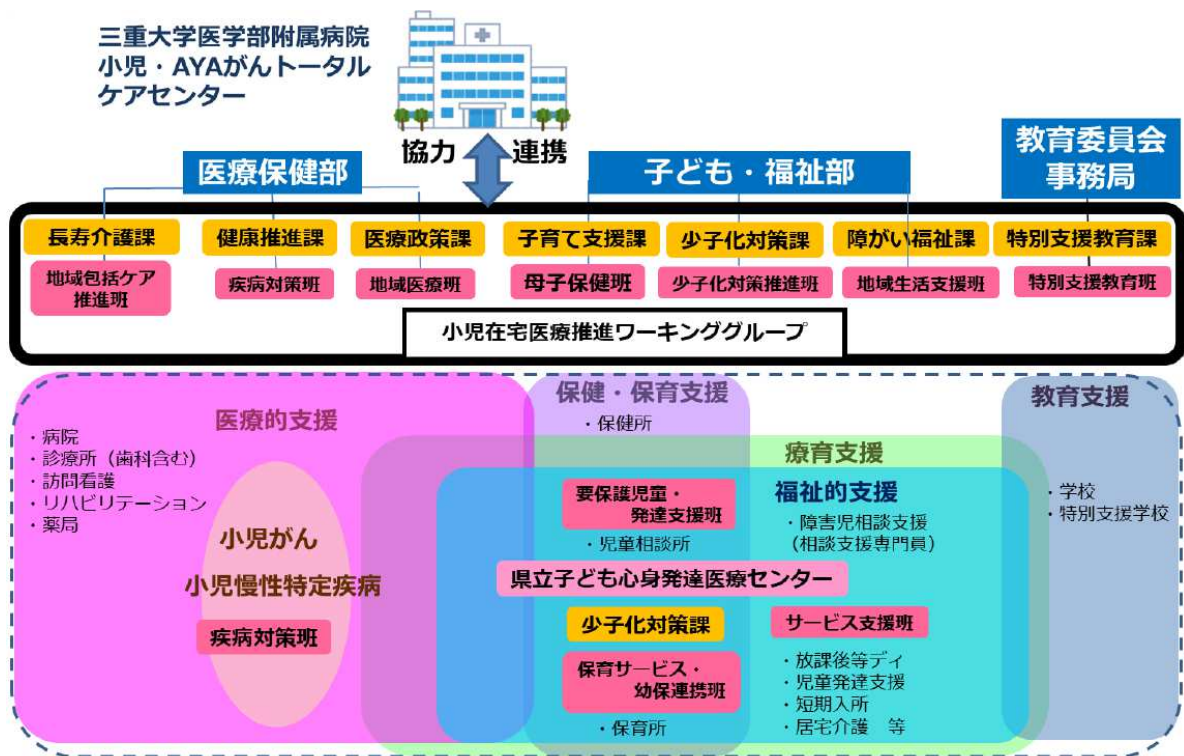 三重大学医学部附属病院
小児・AYAがんトータル
ケアセンター
協力
連携
医療保健部
子ども・福祉部
教育委員会
事務局
長寿介護課
健康推進課
医療政策課
子育て支援課
少子化対策課
障がい福祉課
特別支援教育課
地域包括ケア
推進班
疾病対策班
地域医療班
母子保健班
少子化対策推進班
地域生活支援班
特別支援教育班
小児在宅医療推進ワーキンググループ
医療的支援
・病院
・診療所（歯科含む）
・訪問看護
・リハビリテーション
・薬局
小児がん
小児慢性特定疾病
疾病対策班
保健・保育支援
・保健所
療育支援
要保護児童・
発達支援班
・児童相談所
福祉的支援
・障害児相談支援
（相談支援専門員）
県立子ども心身発達医療センター
少子化対策課
保育サービス・
幼保連携班
・保育所
サービス支援班
・放課後等ディ
・児童発達支援
・短期入所
・居宅介護　等
教育支援
・学校
・特別支援学校